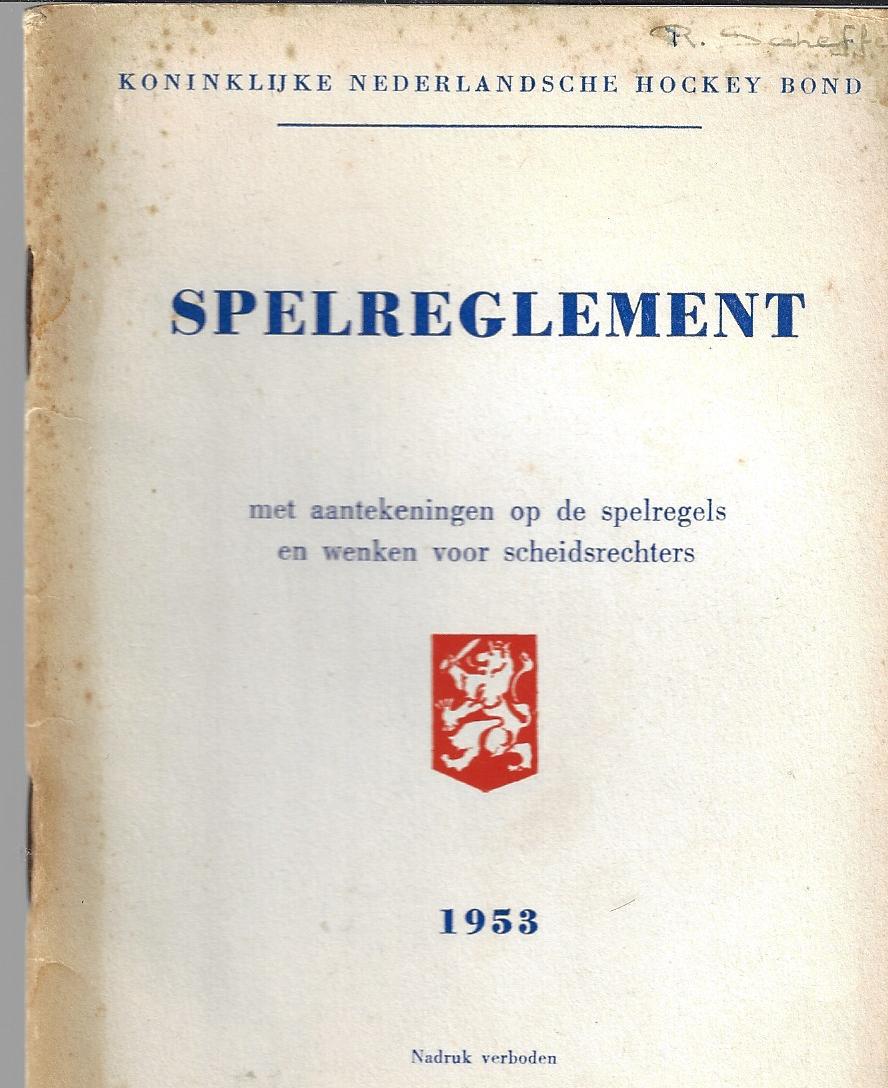 R.
KONINKLIJKE NEDERLANDSCHE HOCKEY BOND
SPELREGLEMENT
met aantekeningen op de spelregels
en wenken voor scheidsrechters
1953
Nadruk verboden